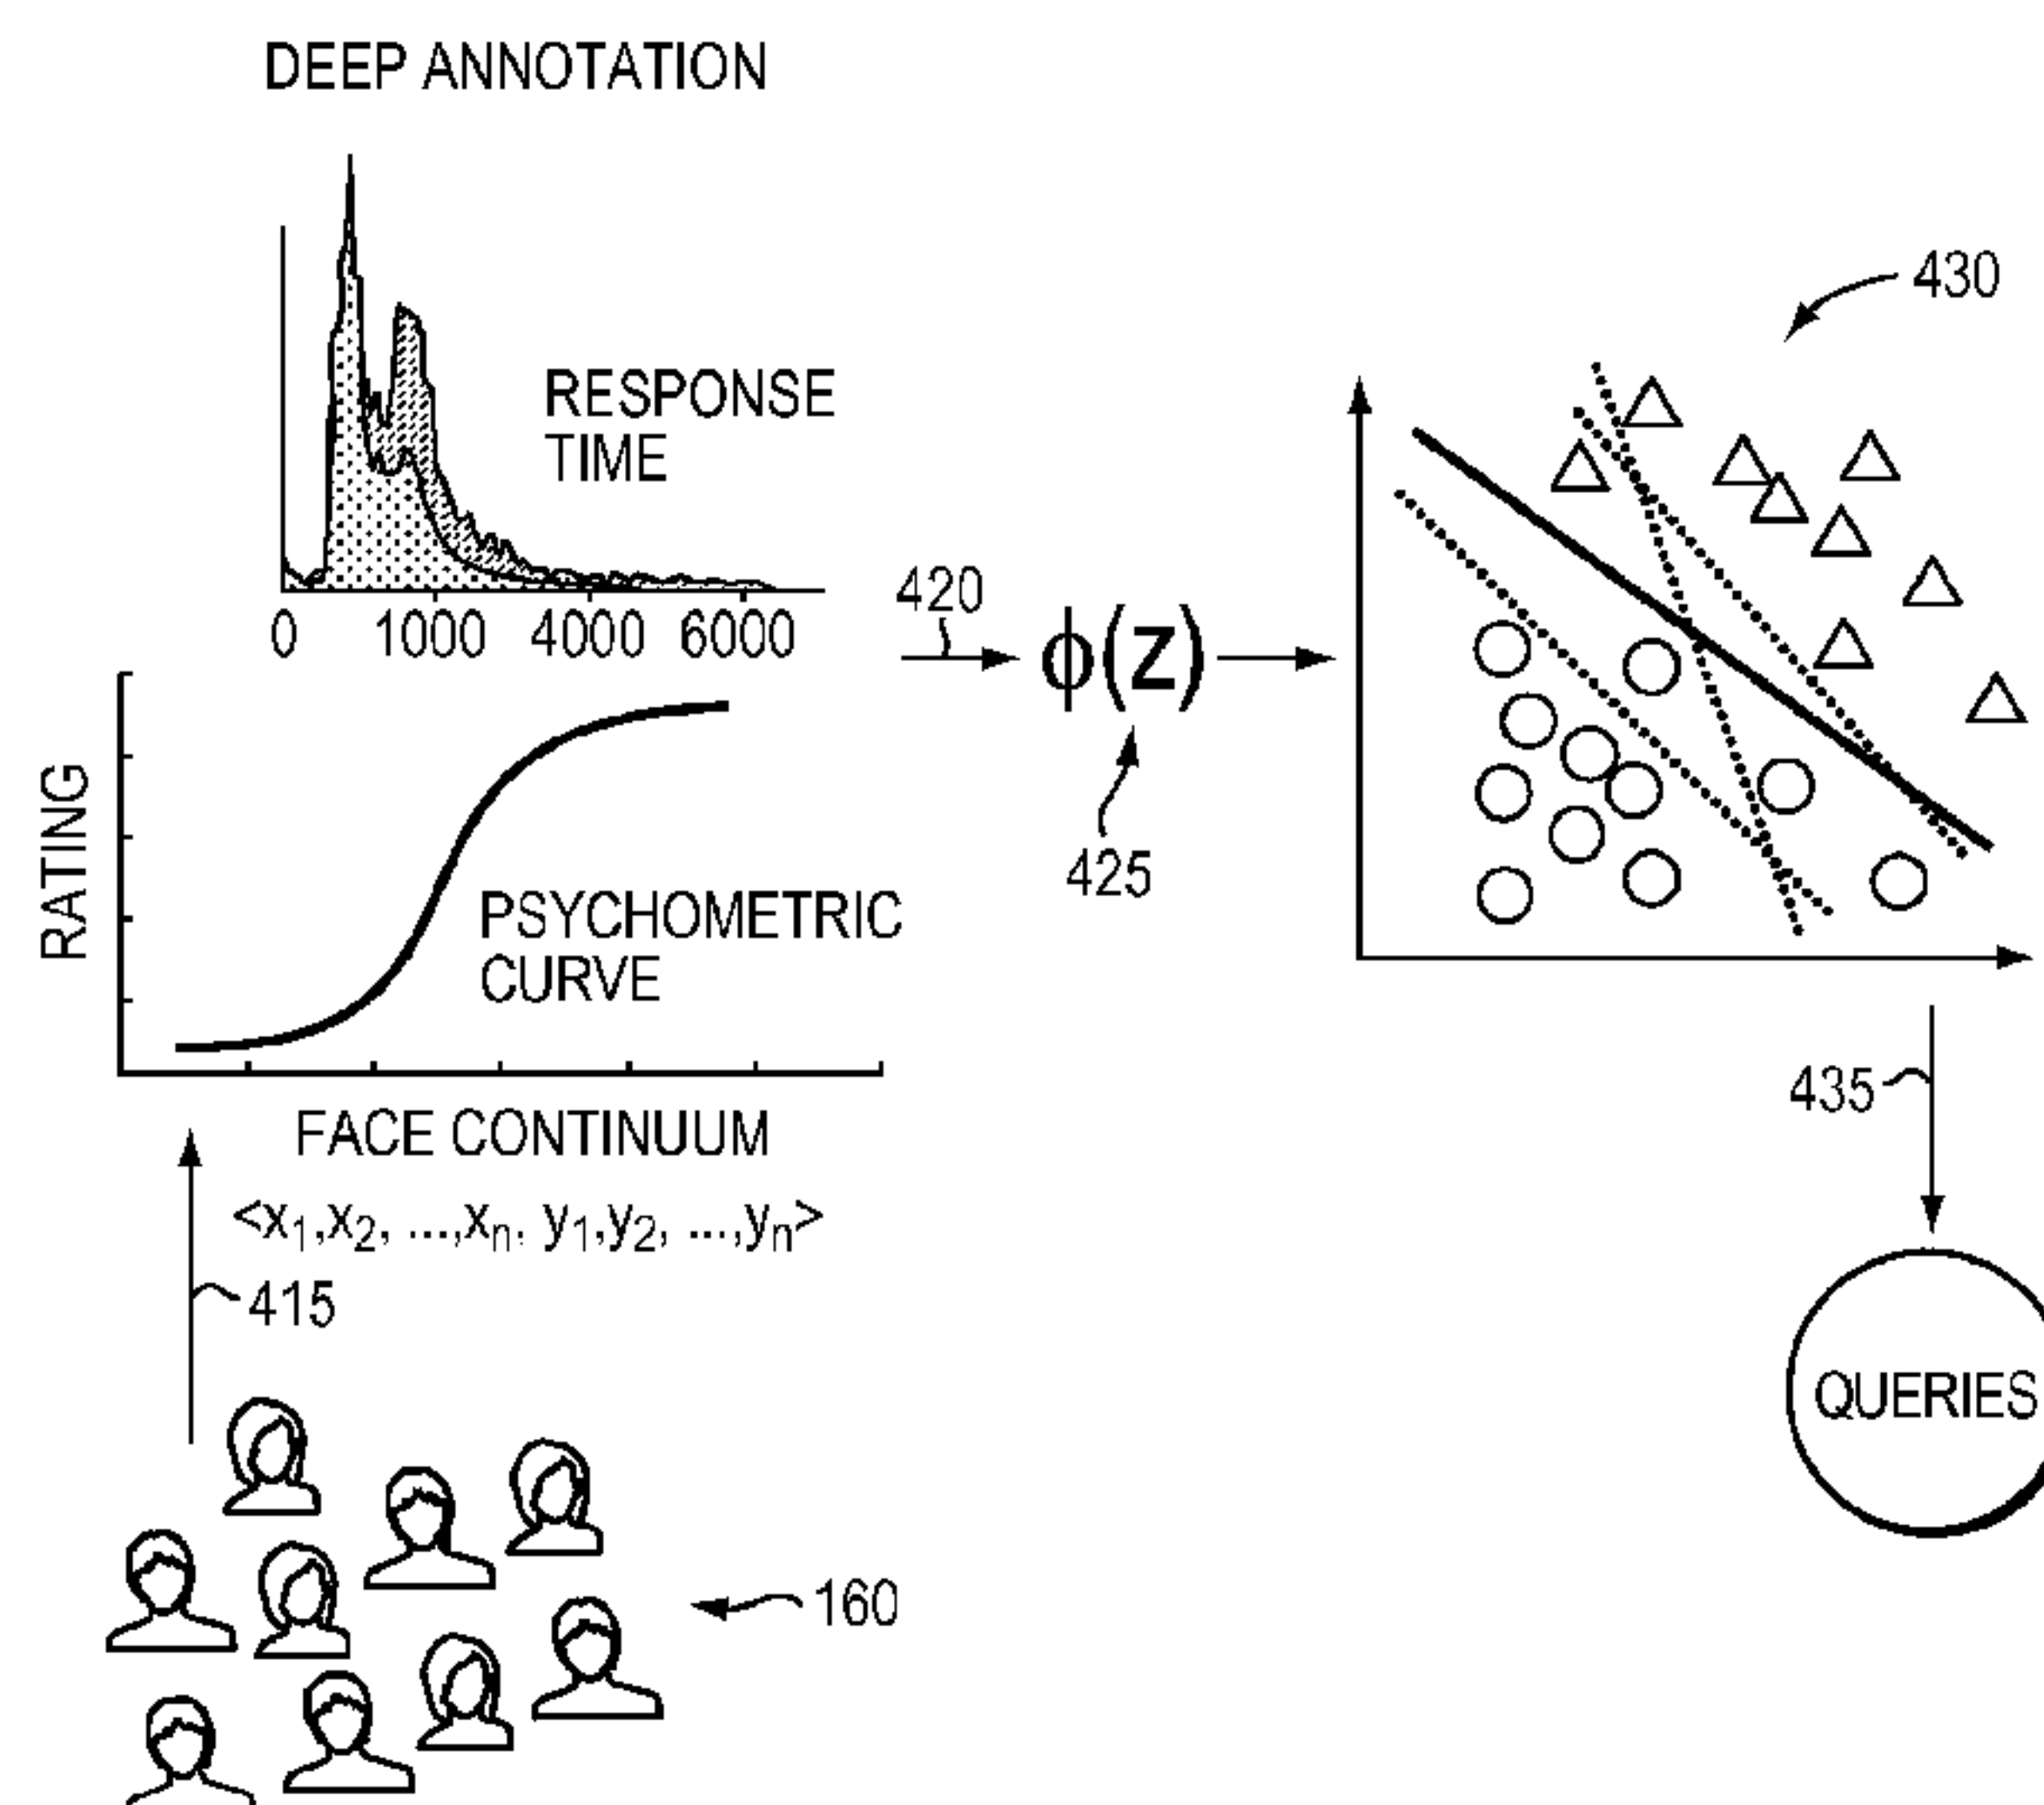 DEEP ANNOTATION
RESPONSE
TIME
0 1000 4000 6000
RATING
PSYCHOMETRIC
CURVE
FACE CONTINUUM
<x1,x2, ...,xn, y1,y2, ...,yn>
415
160
420
ϕ(Z)
425
430
435
QUERIES